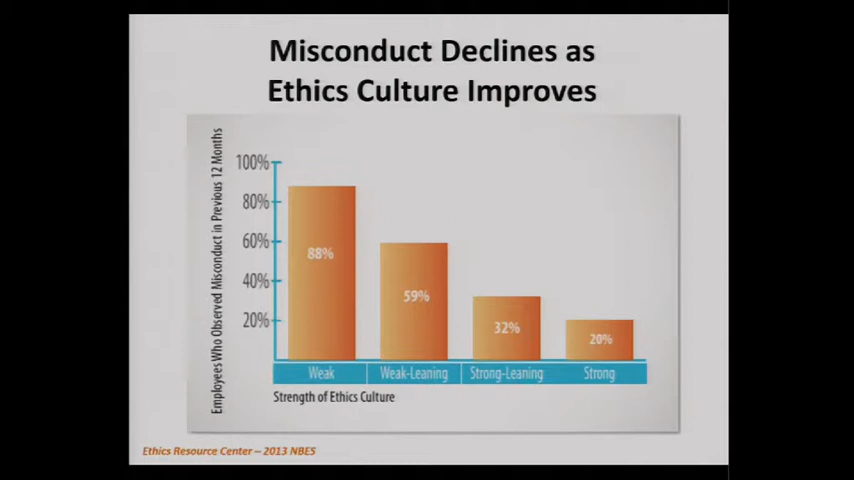 Misconduct Declines as
Ethics Culture Improves
Employees Who Observed Misconduct in Previous 12 Months
100%
80%
60%
40%
20%
88%
59%
32%
20%
Weak
Weak-Leaning
Strong-Leaning
Strong
Strength of Ethics Culture
Ethics Resource Center – 2013 NBES